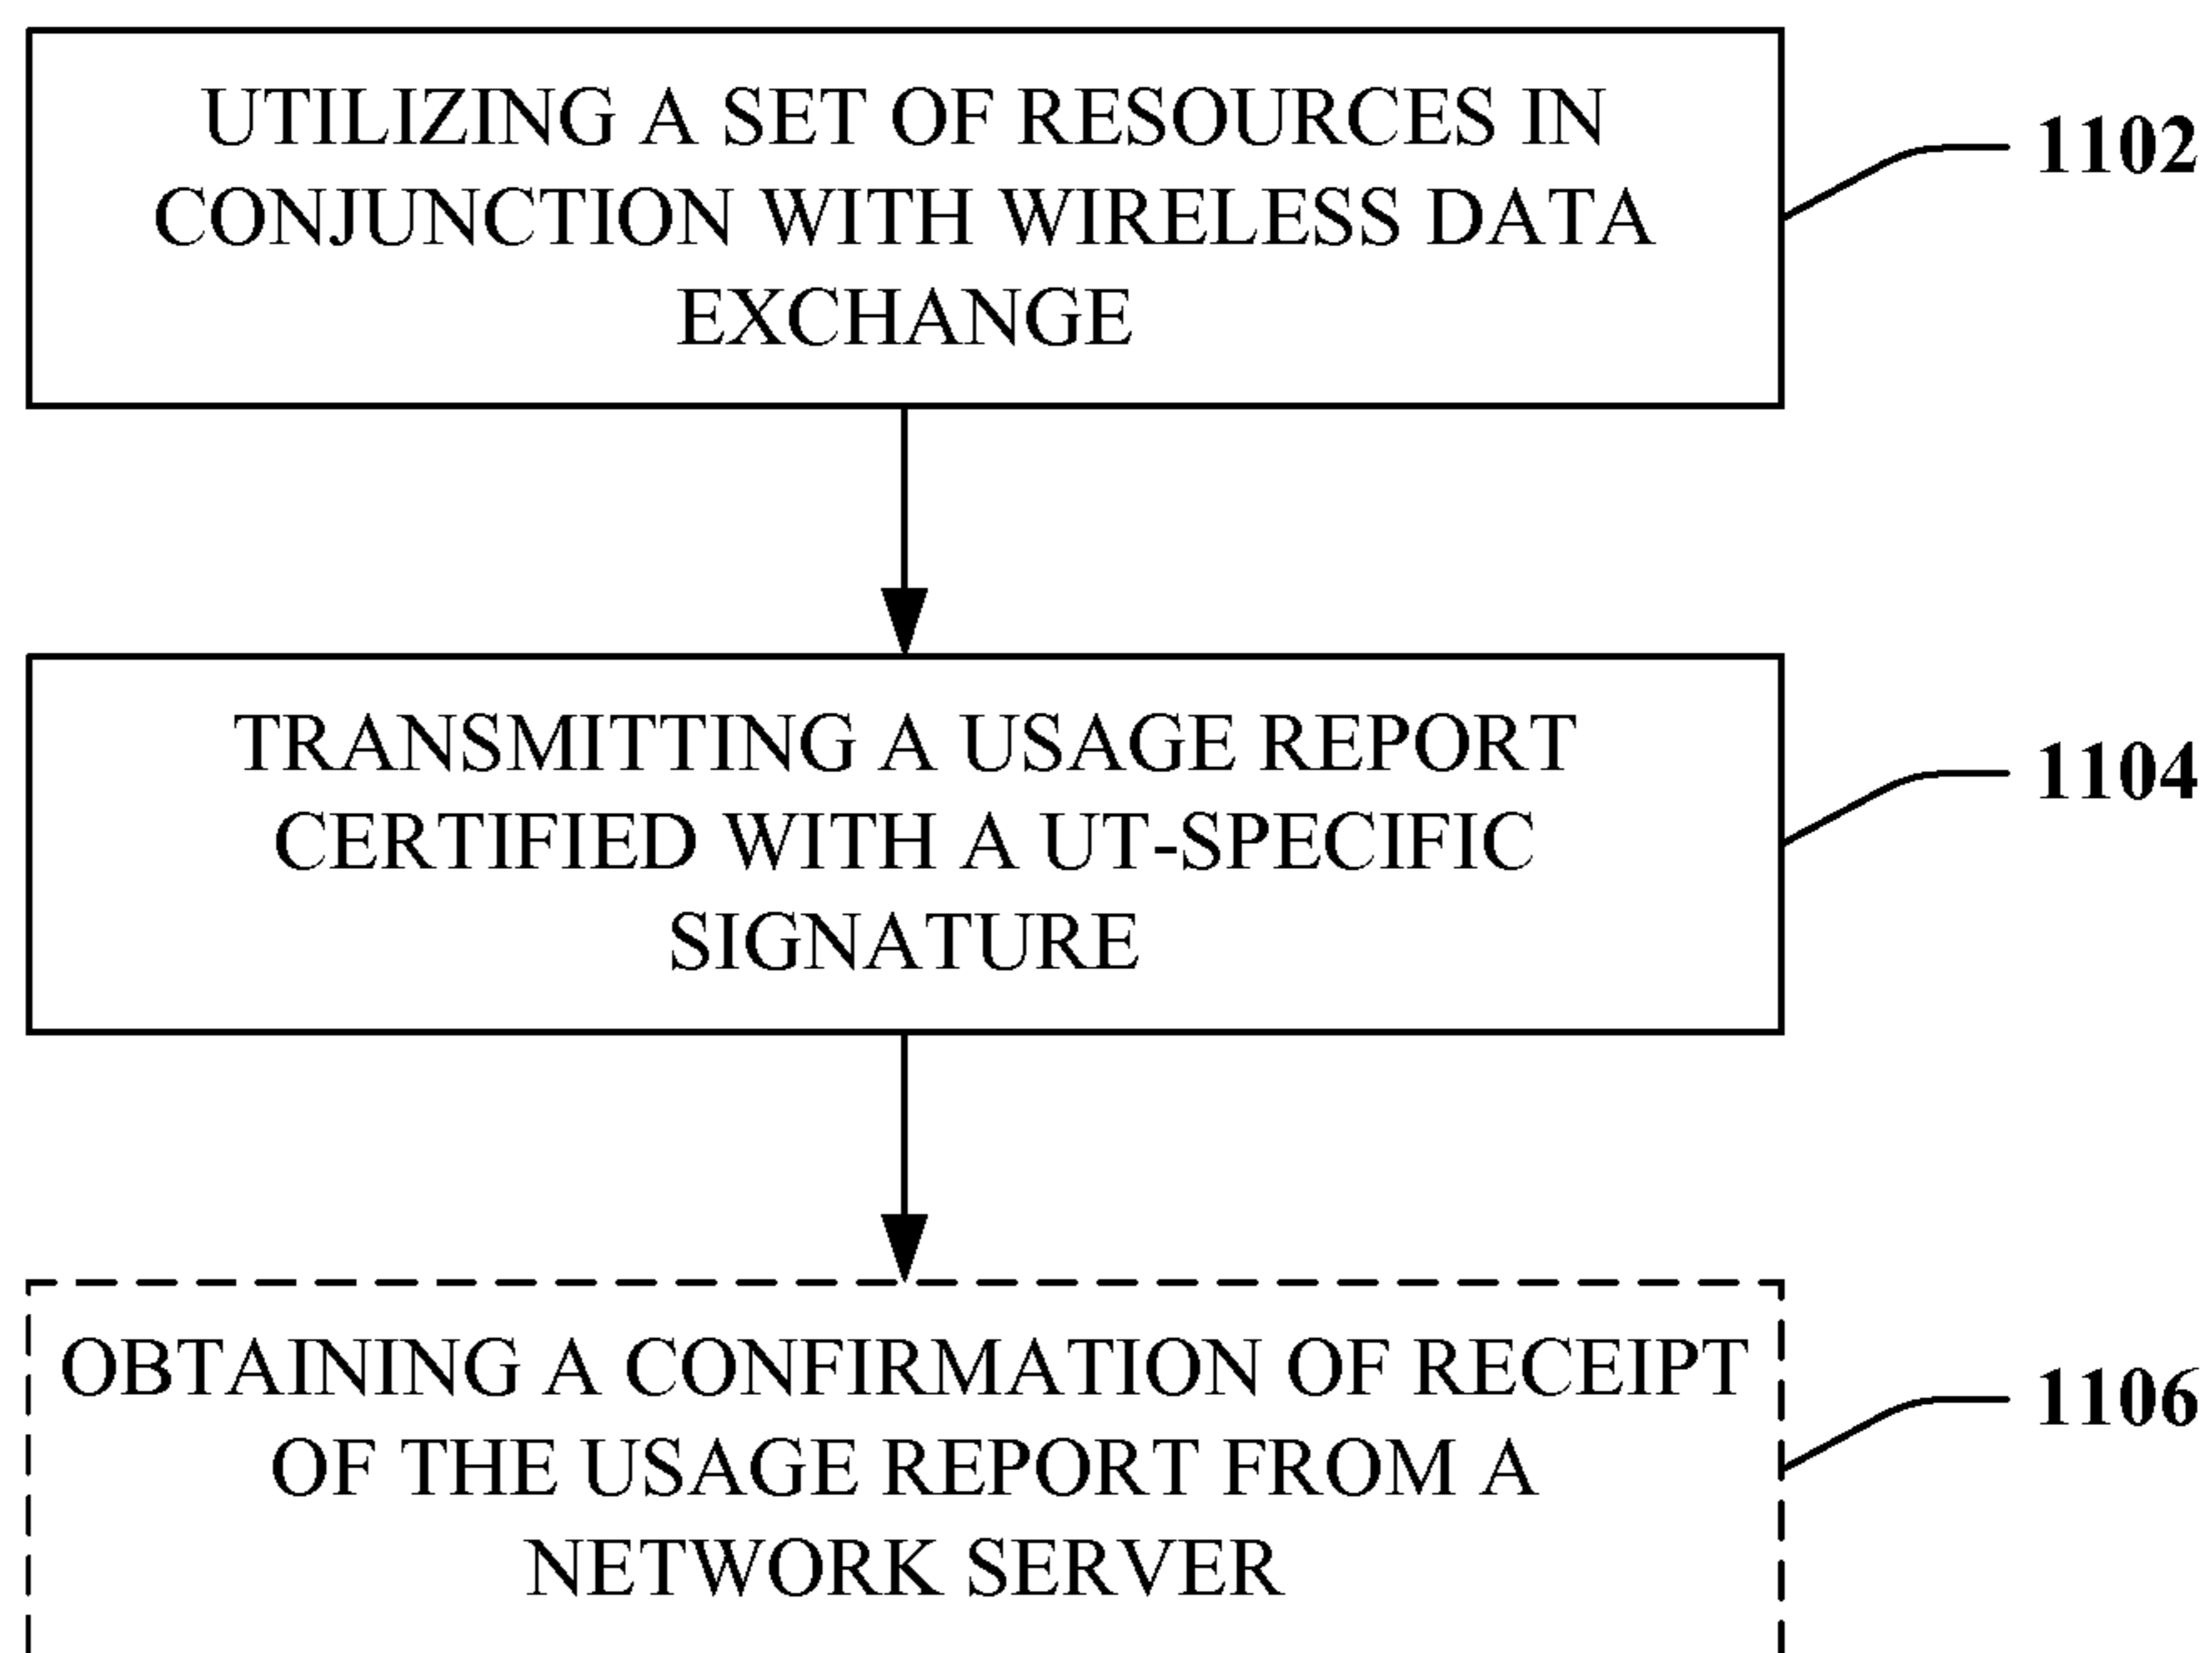 UTILIZING A SET OF RESOURCES IN
CONJUNCTION WITH WIRELESS DATA
EXCHANGE
1102
TRANSMITTING A USAGE REPORT
CERTIFIED WITH A UT-SPECIFIC
SIGNATURE
1104
OBTAINING A CONFIRMATION OF RECEIPT
OF THE USAGE REPORT FROM A
NETWORK SERVER
1106